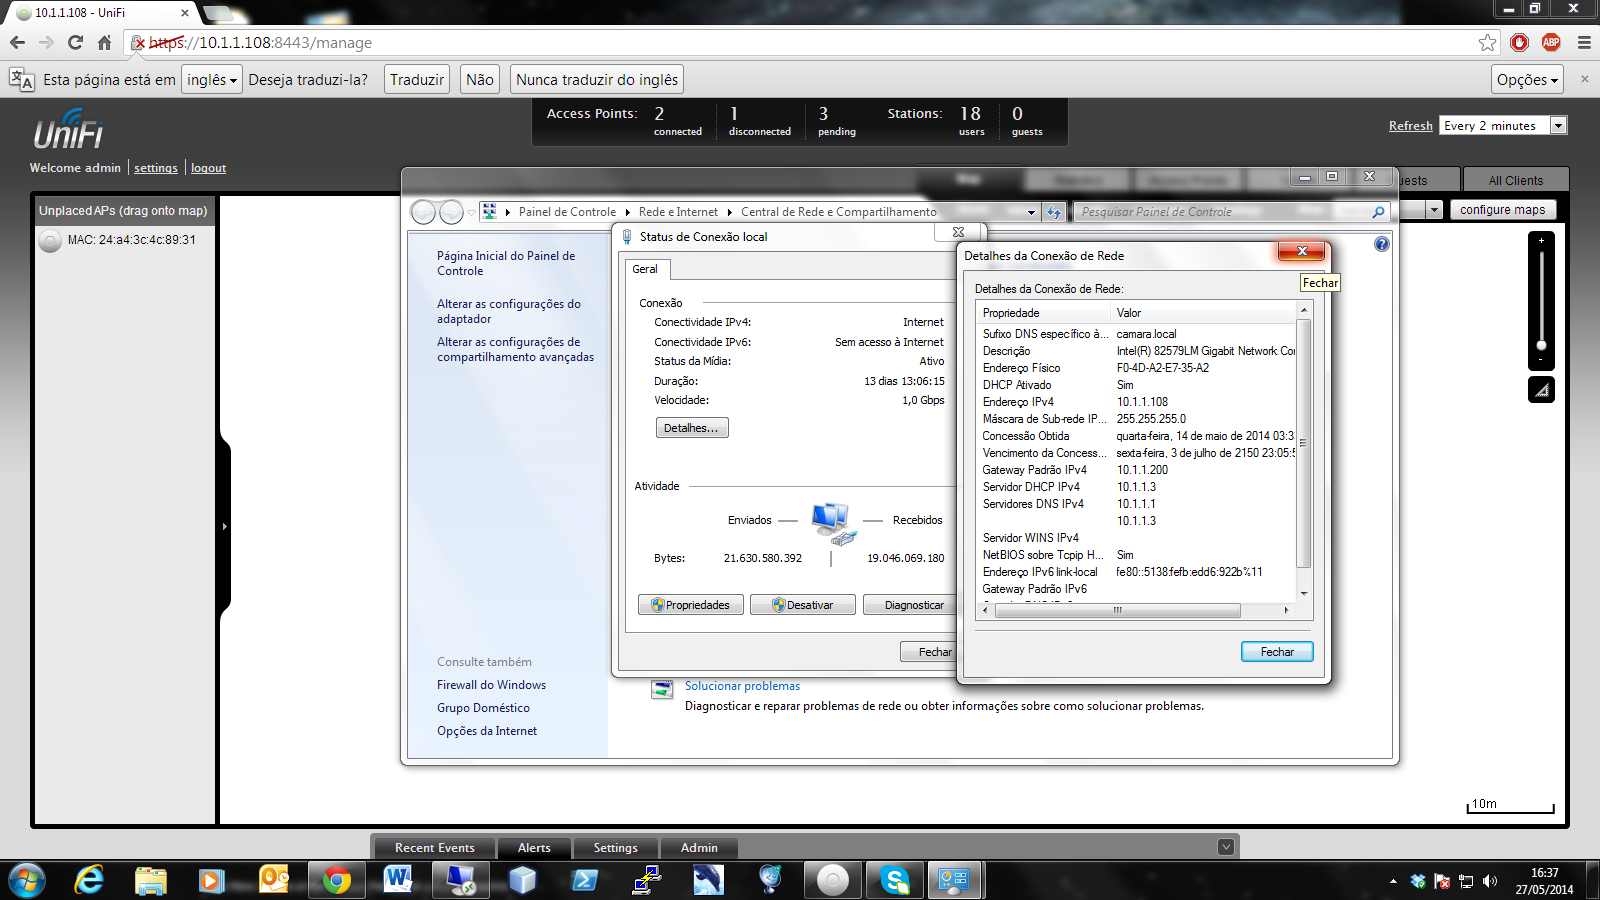 10.1.1.108 - UniFi
https://10.1.1.108:8443/manage
ABP
Esta página está em inglês Deseja traduzi-la? Traduzir Não Nunca traduzir do inglês Opções
UniFi
Welcome admin settings logout
Access Points: 2 connected 1 disconnected 3 pending Stations: 18 users 0 guests
Refresh Every 2 minutes
All Clients
configure maps
Unplaced APs (drag onto map)
MAC: 24:a4:3c:4c:89:31
Painel de Controle Rede e Internet Central de Rede e Compartilhamento
Pesquisar Painel de Controle
Página Inicial do Painel de
Controle
Alterar as configurações do
adaptador
Alterar as configurações de
compartilhamento avançadas
Consulte também
Firewall do Windows
Grupo Doméstico
Opções da Internet
Status de Conexão local
Geral
Conexão
Conectividade IPv4: Internet
Conectividade IPv6: Sem acesso à Internet
Status da Mídia: Ativo
Duração: 13 dias 13:06:15
Velocidade: 1,0 Gbps
Detalhes...
Atividade
Enviados Recebidos
Bytes: 21.630.580.392 19.046.069.180
Propriedades Desativar Diagnosticar
Fechar
Solucionar problemas
Diagnosticar e reparar problemas de rede ou obter informações sobre como solucionar problemas.
Detalhes da Conexão de Rede
Fechar
Detalhes da Conexão de Rede:
Propriedade Valor
Sufixo DNS específico à... camara.local
Descrição Intel(R) 82579LM Gigabit Network Cor
Endereço Físico F0-4D-A2-E7-35-A2
DHCP Ativado Sim
Endereço IPv4 10.1.1.108
Máscara de Sub-rede IP... 255.255.255.0
Concessão Obtida quarta-feira, 14 de maio de 2014 03:3
Vencimento da Concess... sexta-feira, 3 de julho de 2150 23:05:5
Gateway Padrão IPv4 10.1.1.200
Servidor DHCP IPv4 10.1.1.3
Servidores DNS IPv4 10.1.1.1
10.1.1.3
Servidor WINS IPv4
NetBIOS sobre Tcpip H... Sim
Endereço IPv6 link-local fe80::5138:fefb:edd6:922b%11
Gateway Padrão IPv6
Fechar
10m
Recent Events Alerts Settings Admin
16:37
27/05/2014